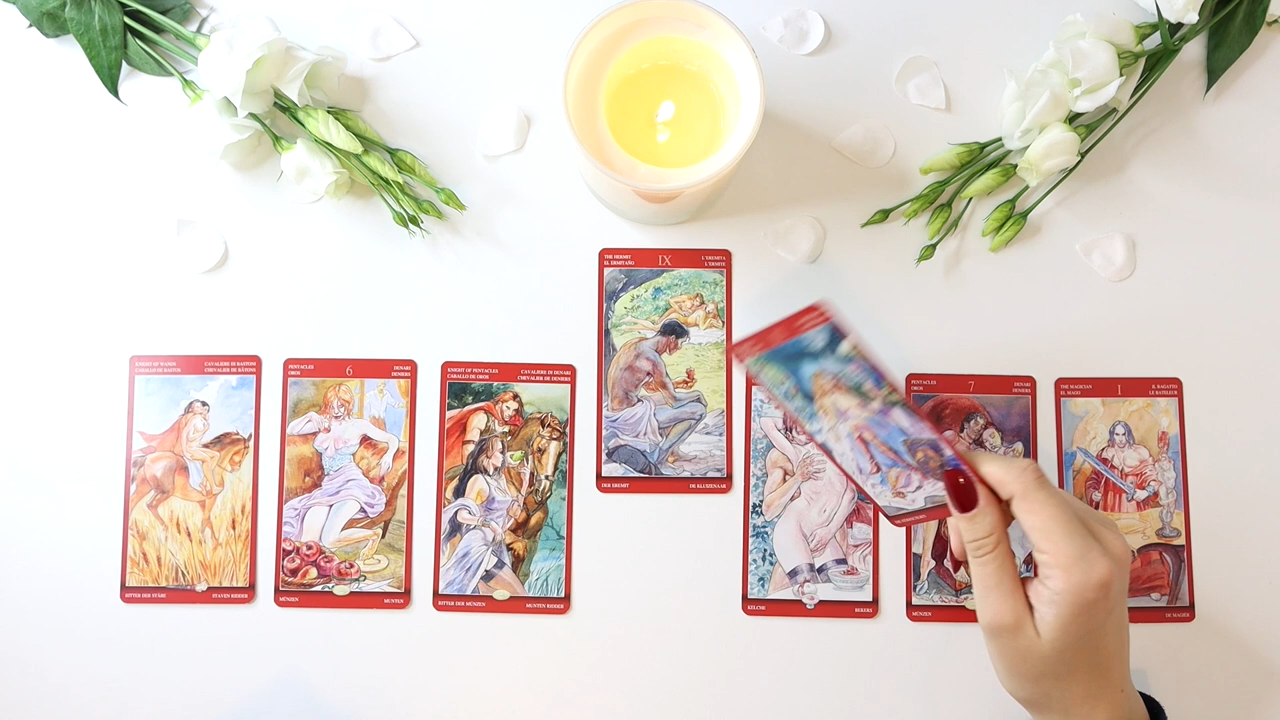 THE HERMIT IX L'EREMITA
EL ERMITAÑO L'ERMITE
DER EREMIT DE KLUIZENAAR
KNIGHT OF WANDS CAVALIERE DI BASTONI
CABALLO DE BASTOS CHEVALIER DE BÂTONS
RITTER DER STÄBE STAVEN RIDDER
PENTACLES 6 DENARI
OROS DENIERS
MÜNZEN MUNTEN
KNIGHT OF PENTACLES CAVALIERE DI DENARI
CABALLO DE OROS CHEVALIER DE DENIERS
RITTER DER MÜNZEN MUNTEN RIDDER
KELCHE BEKERS
PENTACLES 7 DENARI
OROS DENIERS
MÜNZEN
THE MAGICIAN 1 IL BAGATTO
EL MAGO LE BATELEUR
DE MAGIËR